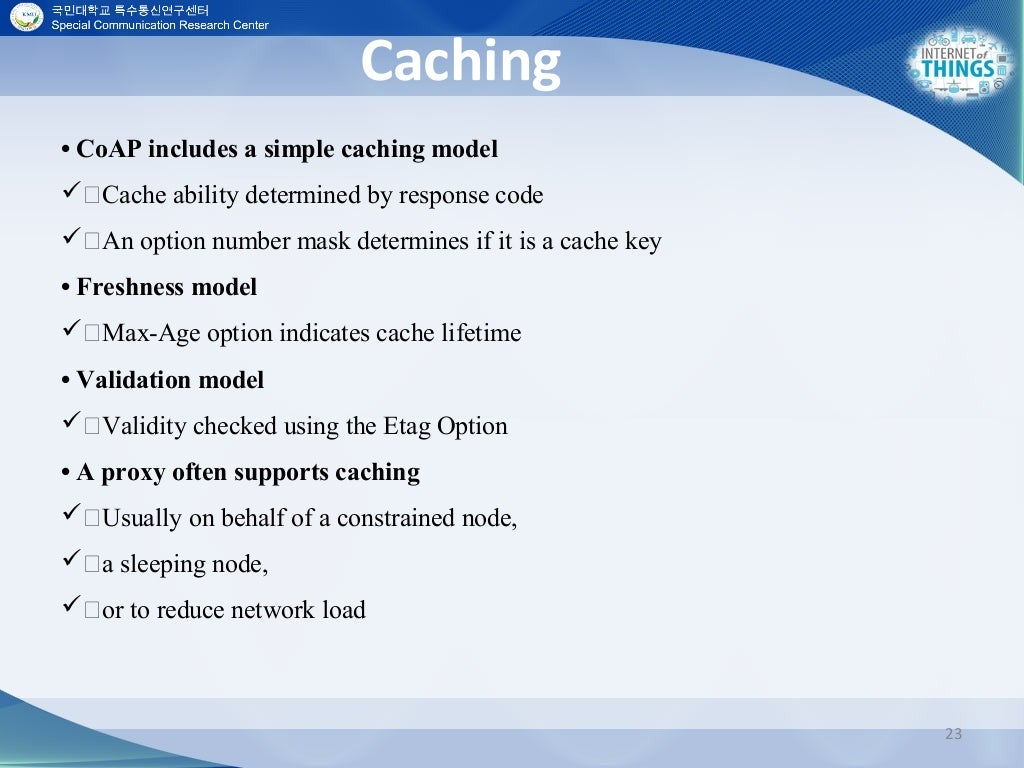 국민대학교 특수통신연구센터
Special Communication Research Center
KMU
Caching
INTERNET of
THINGS
• CoAP includes a simple caching model
✓ □Cache ability determined by response code
✓ □An option number mask determines if it is a cache key
• Freshness model
✓ □Max-Age option indicates cache lifetime
• Validation model
✓ □Validity checked using the Etag Option
• A proxy often supports caching
✓ □Usually on behalf of a constrained node,
✓ □a sleeping node,
✓ □or to reduce network load
23